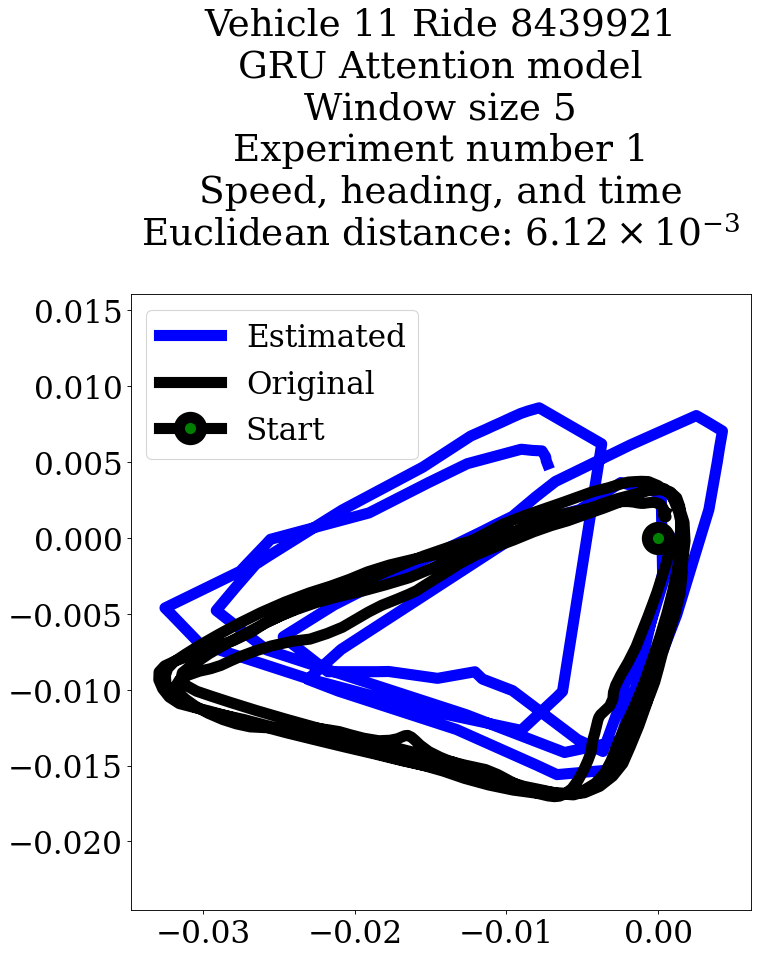 Vehicle 11 Ride 8439921
GRU Attention model
Window size 5
Experiment number 1
Speed, heading, and time
Euclidean distance: 6.12 × 10⁻³
0.015
0.010
0.005
0.000
−0.005
−0.010
−0.015
−0.020
Estimated
Original
Start
−0.03 −0.02 −0.01 0.00